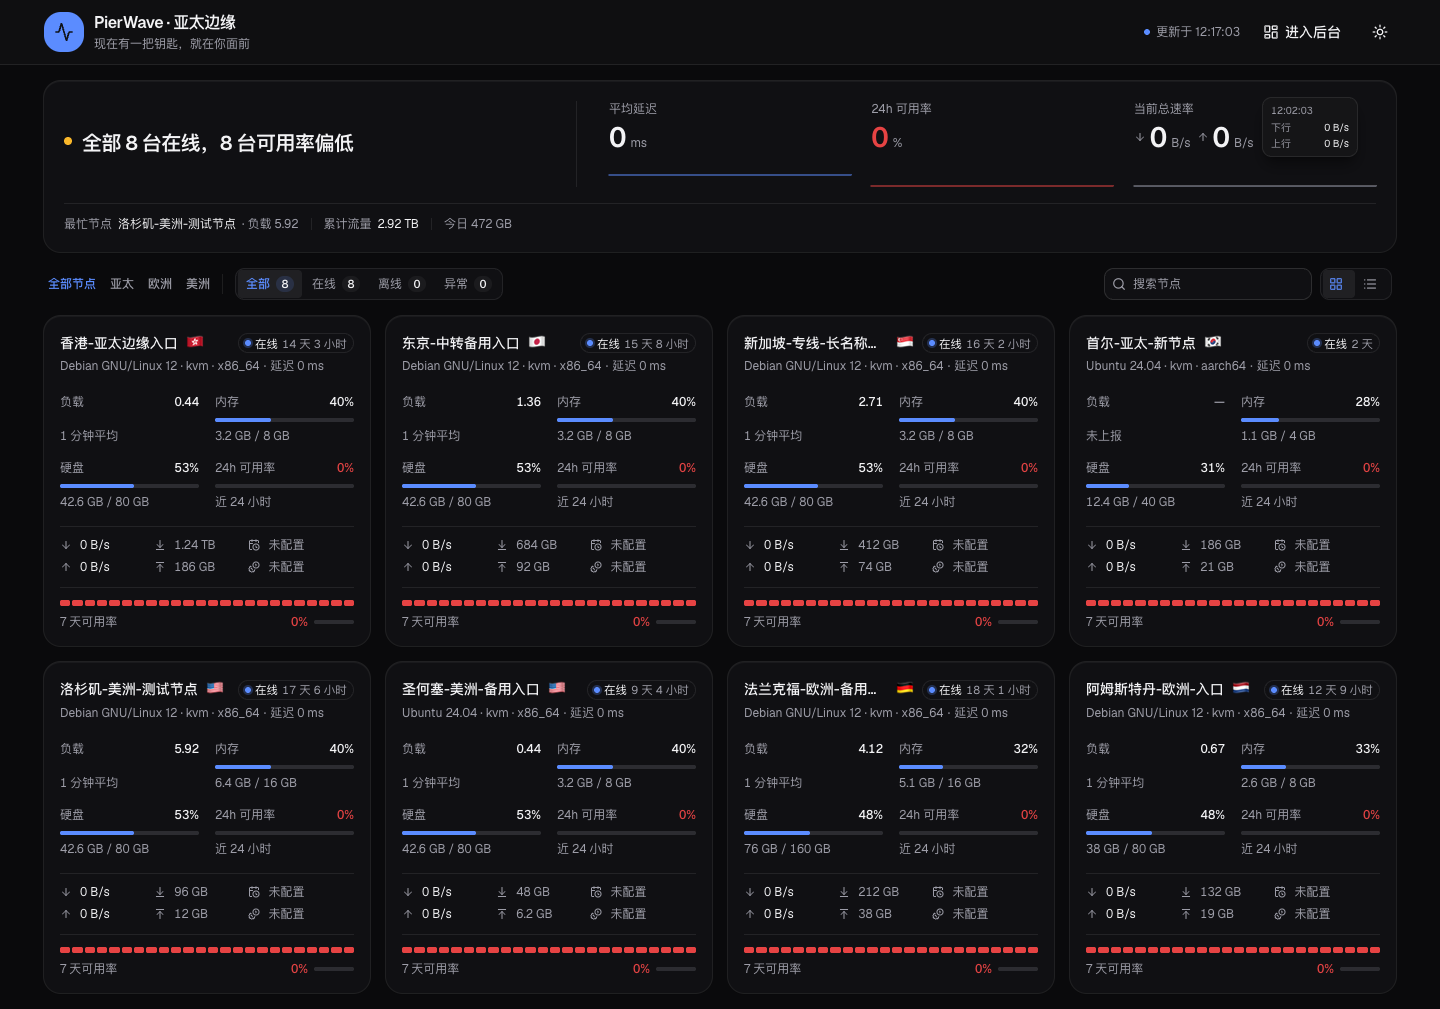 PierWave · 亚太边缘
现在有一把钥匙，就在你面前
更新于 12:17:03
进入后台
全部 8 台在线，8 台可用率偏低
平均延迟
0 ms
24h 可用率
0 %
当前总速率
0 B/s 0 B/s
12:02:03
下行 0 B/s
上行 0 B/s
最忙节点 洛杉矶-美洲-测试节点 · 负载 5.92
累计流量 2.92 TB
今日 472 GB
全部节点 亚太 欧洲 美洲
全部 8 在线 8 离线 0 异常 0
搜索节点
香港-亚太边缘入口 在线 14 天 3 小时
Debian GNU/Linux 12 · kvm · x86_64 · 延迟 0 ms
负载 0.44 内存 40%
1 分钟平均 3.2 GB / 8 GB
硬盘 53% 24h 可用率 0%
42.6 GB / 80 GB 近 24 小时
0 B/s 1.24 TB 未配置
0 B/s 186 GB 未配置
7 天可用率 0%
东京-中转备用入口 在线 15 天 8 小时
Debian GNU/Linux 12 · kvm · x86_64 · 延迟 0 ms
负载 1.36 内存 40%
1 分钟平均 3.2 GB / 8 GB
硬盘 53% 24h 可用率 0%
42.6 GB / 80 GB 近 24 小时
0 B/s 684 GB 未配置
0 B/s 92 GB 未配置
7 天可用率 0%
新加坡-专线-长名称... 在线 16 天 2 小时
Debian GNU/Linux 12 · kvm · x86_64 · 延迟 0 ms
负载 2.71 内存 40%
1 分钟平均 3.2 GB / 8 GB
硬盘 53% 24h 可用率 0%
42.6 GB / 80 GB 近 24 小时
0 B/s 412 GB 未配置
0 B/s 74 GB 未配置
7 天可用率 0%
首尔-亚太-新节点 在线 2 天
Ubuntu 24.04 · kvm · aarch64 · 延迟 0 ms
负载 — 内存 28%
未上报 1.1 GB / 4 GB
硬盘 31% 24h 可用率 0%
12.4 GB / 40 GB 近 24 小时
0 B/s 186 GB 未配置
0 B/s 21 GB 未配置
7 天可用率 0%
洛杉矶-美洲-测试节点 在线 17 天 6 小时
Debian GNU/Linux 12 · kvm · x86_64 · 延迟 0 ms
负载 5.92 内存 40%
1 分钟平均 6.4 GB / 16 GB
硬盘 53% 24h 可用率 0%
42.6 GB / 80 GB 近 24 小时
0 B/s 96 GB 未配置
0 B/s 12 GB 未配置
7 天可用率 0%
圣何塞-美洲-备用入口 在线 9 天 4 小时
Ubuntu 24.04 · kvm · x86_64 · 延迟 0 ms
负载 0.44 内存 40%
1 分钟平均 3.2 GB / 8 GB
硬盘 53% 24h 可用率 0%
42.6 GB / 80 GB 近 24 小时
0 B/s 48 GB 未配置
0 B/s 6.2 GB 未配置
7 天可用率 0%
法兰克福-欧洲-备用... 在线 18 天 1 小时
Debian GNU/Linux 12 · kvm · x86_64 · 延迟 0 ms
负载 4.12 内存 32%
1 分钟平均 5.1 GB / 16 GB
硬盘 48% 24h 可用率 0%
76 GB / 160 GB 近 24 小时
0 B/s 212 GB 未配置
0 B/s 38 GB 未配置
7 天可用率 0%
阿姆斯特丹-欧洲-入口 在线 12 天 9 小时
Debian GNU/Linux 12 · kvm · x86_64 · 延迟 0 ms
负载 0.67 内存 33%
1 分钟平均 2.6 GB / 8 GB
硬盘 48% 24h 可用率 0%
38 GB / 80 GB 近 24 小时
0 B/s 132 GB 未配置
0 B/s 19 GB 未配置
7 天可用率 0%